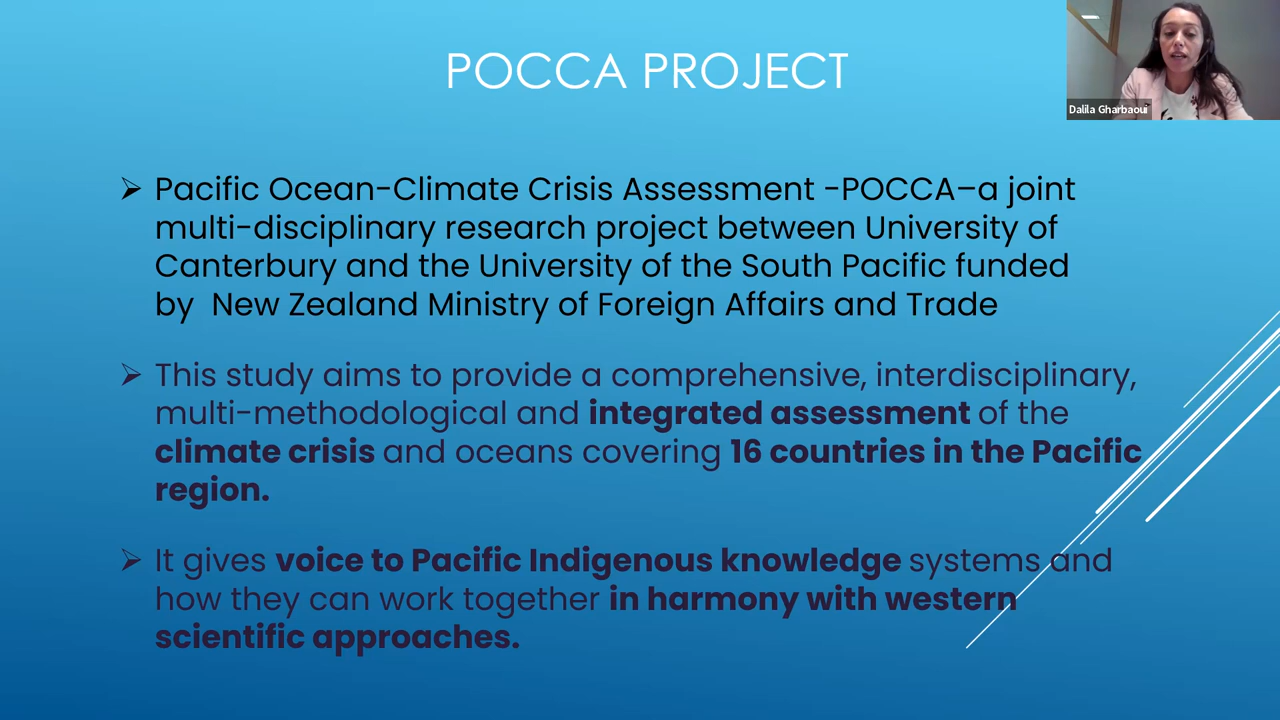 POCCA PROJECT
Dalila Gharbaoui
Pacific Ocean-Climate Crisis Assessment -POCCA–a joint
multi-disciplinary research project between University of
Canterbury and the University of the South Pacific funded
by New Zealand Ministry of Foreign Affairs and Trade
This study aims to provide a comprehensive, interdisciplinary,
multi-methodological and integrated assessment of the
climate crisis and oceans covering 16 countries in the Pacific
region.
It gives voice to Pacific Indigenous knowledge systems and
how they can work together in harmony with western
scientific approaches.